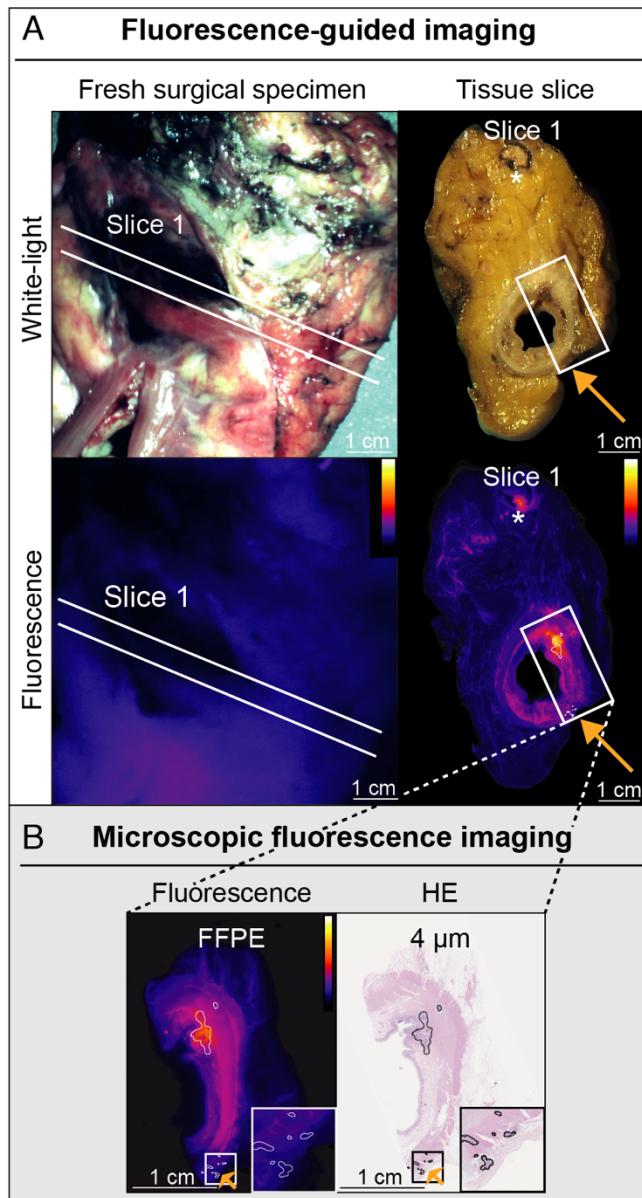 A Fluorescence-guided imaging
Fresh surgical specimen
Tissue slice
White-light
Slice 1
1 cm
Slice 1
*
1 cm
Fluorescence
Slice 1
1 cm
Slice 1
*
1 cm
B Microscopic fluorescence imaging
Fluorescence
HE
FFPE
4 µm
1 cm
1 cm